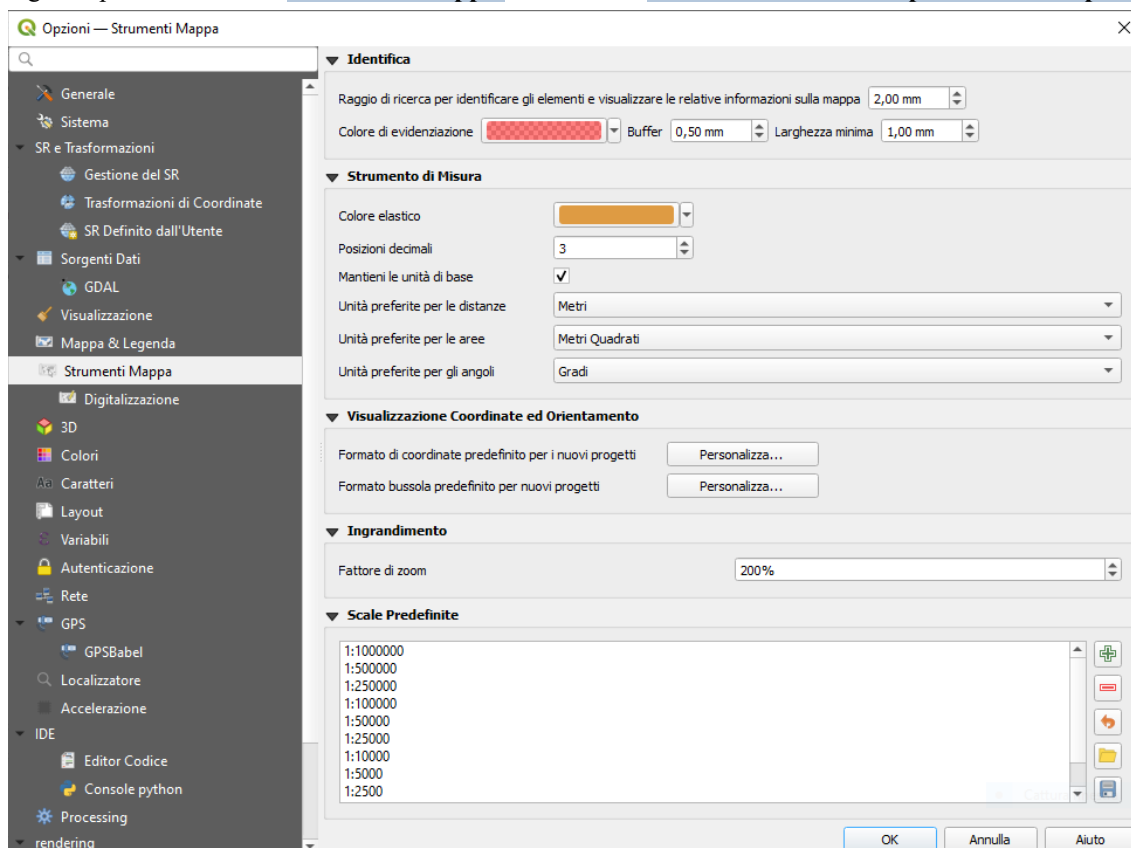 Opzioni — Strumenti Mappa
Generale
Sistema
SR e Trasformazioni
Gestione del SR
Trasformazioni di Coordinate
SR Definito dall'Utente
Sorgenti Dati
GDAL
Visualizzazione
Mappa & Legenda
Strumenti Mappa
Digitalizzazione
3D
Colori
Caratteri
Layout
Variabili
Autenticazione
Rete
GPS
GPSBabel
Localizzatore
Accelerazione
IDE
Editor Codice
Console python
Processing
rendering
Identifica
Raggio di ricerca per identificare gli elementi e visualizzare le relative informazioni sulla mappa 2,00 mm
Colore di evidenziazione Buffer 0,50 mm Larghezza minima 1,00 mm
Strumento di Misura
Colore elastico
Posizioni decimali 3
Mantieni le unità di base
Unità preferite per le distanze Metri
Unità preferite per le aree Metri Quadrati
Unità preferite per gli angoli Gradi
Visualizzazione Coordinate ed Orientamento
Formato di coordinate predefinito per i nuovi progetti Personalizza...
Formato bussola predefinito per nuovi progetti Personalizza...
Ingrandimento
Fattore di zoom 200%
Scale Predefinite
1:1000000
1:500000
1:250000
1:100000
1:50000
1:25000
1:10000
1:5000
1:2500
OK Annulla Aiuto